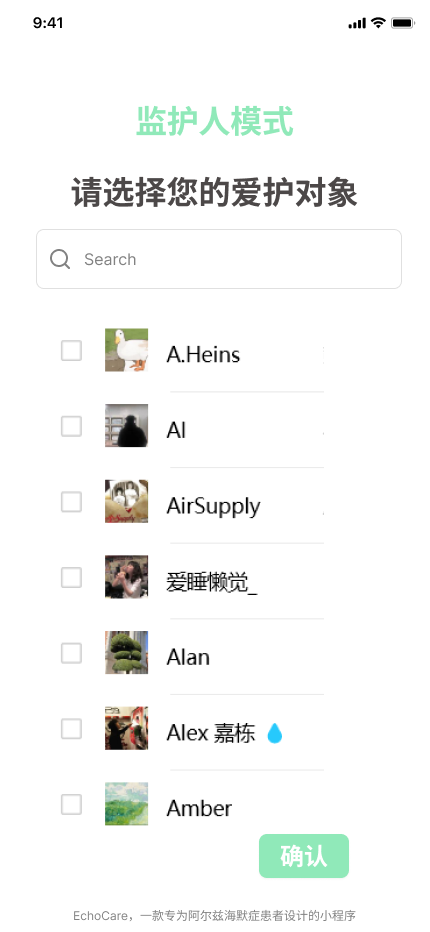 9:41
监护人模式
请选择您的爱护对象
Search
A.Heins
Al
AirSupply
爱睡懒觉_
Alan
Alex 嘉栋 💧
Amber
确认
EchoCare，一款专为阿尔兹海默症患者设计的小程序